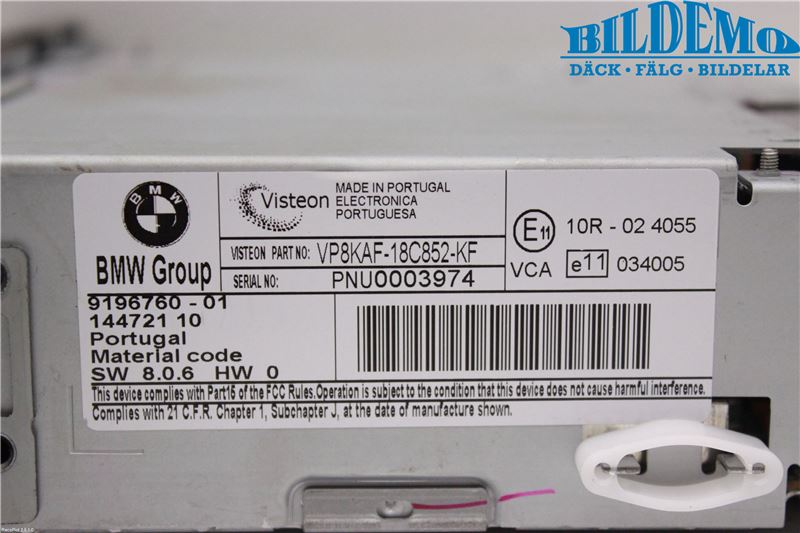 BILDEMO
DÄCK • FÄLG • BILDELAR
BMW
BMW Group
Visteon
MADE IN PORTUGAL
ELECTRONICA
PORTUGUESA
VISTEON PART NO: VP8KAF-18C852-KF
SERIAL NO: PNU0003974
E11 10R - 02 4055
VCA e11 034005
9196760 - 01
144721 10
Portugal
Material code
SW 8.0.6 HW 0
This device complies with Part15 of the FCC Rules.Operation is subject to the condition that this device does not cause harmful interference.
Complies with 21 C.F.R. Chapter 1, Subchapter J, at the date of manufacture shown.